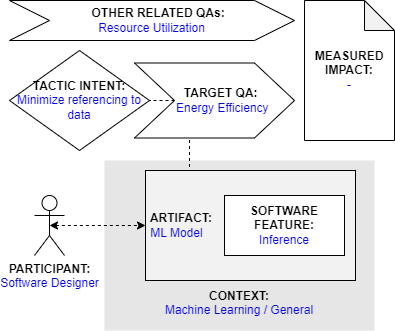 OTHER RELATED QAs:
Resource Utilization
MEASURED
IMPACT:
-
TACTIC INTENT:
Minimize referencing to
data
TARGET QA:
Energy Efficiency
ARTIFACT:
ML Model
SOFTWARE
FEATURE:
Inference
PARTICIPANT:
Software Designer
CONTEXT:
Machine Learning / General